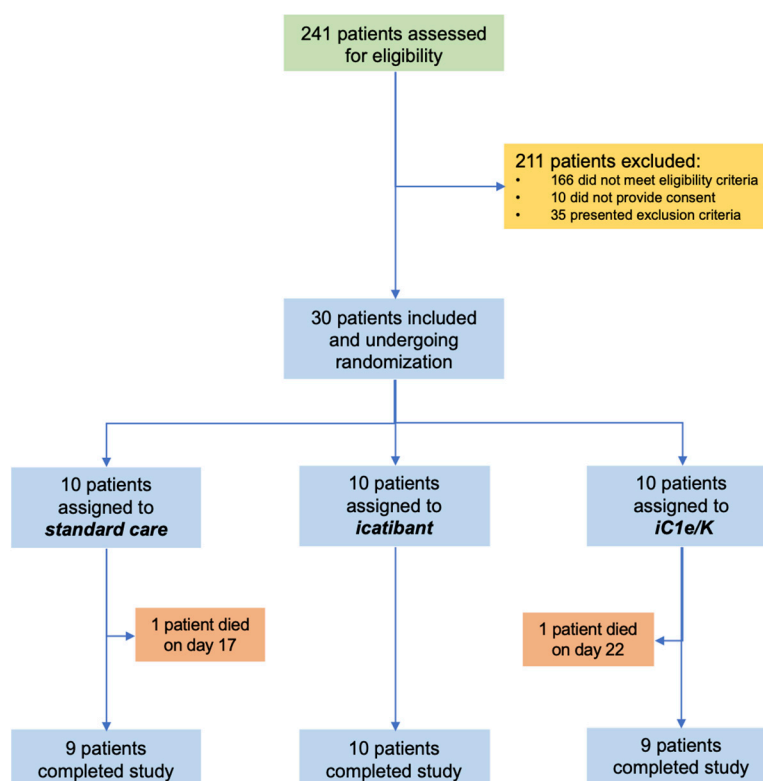 241 patients assessed
for eligibility
211 patients excluded:
• 166 did not meet eligibility criteria
• 10 did not provide consent
• 35 presented exclusion criteria
30 patients included
and undergoing
randomization
10 patients
assigned to
standard care
10 patients
assigned to
icatibant
10 patients
assigned to
iC1e/K
1 patient died
on day 17
1 patient died
on day 22
9 patients
completed study
10 patients
completed study
9 patients
completed study